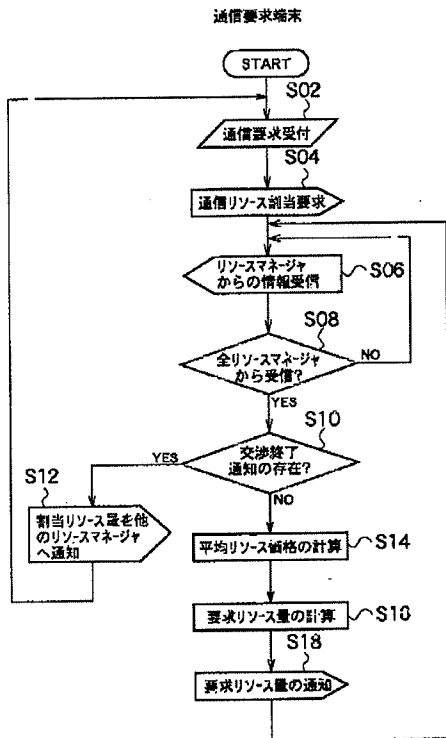 通信要求端末
START
S02
通信要求受付
S04
通信リソース割当要求
リソースマネージャ
からの情報受信
S06
S08
全リソースマネージャ
から受信?
NO
YES
S10
交渉終了
通知の存在?
YES
NO
S12
割当リソース量を他
のリソースマネージャ
へ通知
平均リソース価格の計算
S14
要求リソース量の計算
S16
S18
要求リソース量の通知